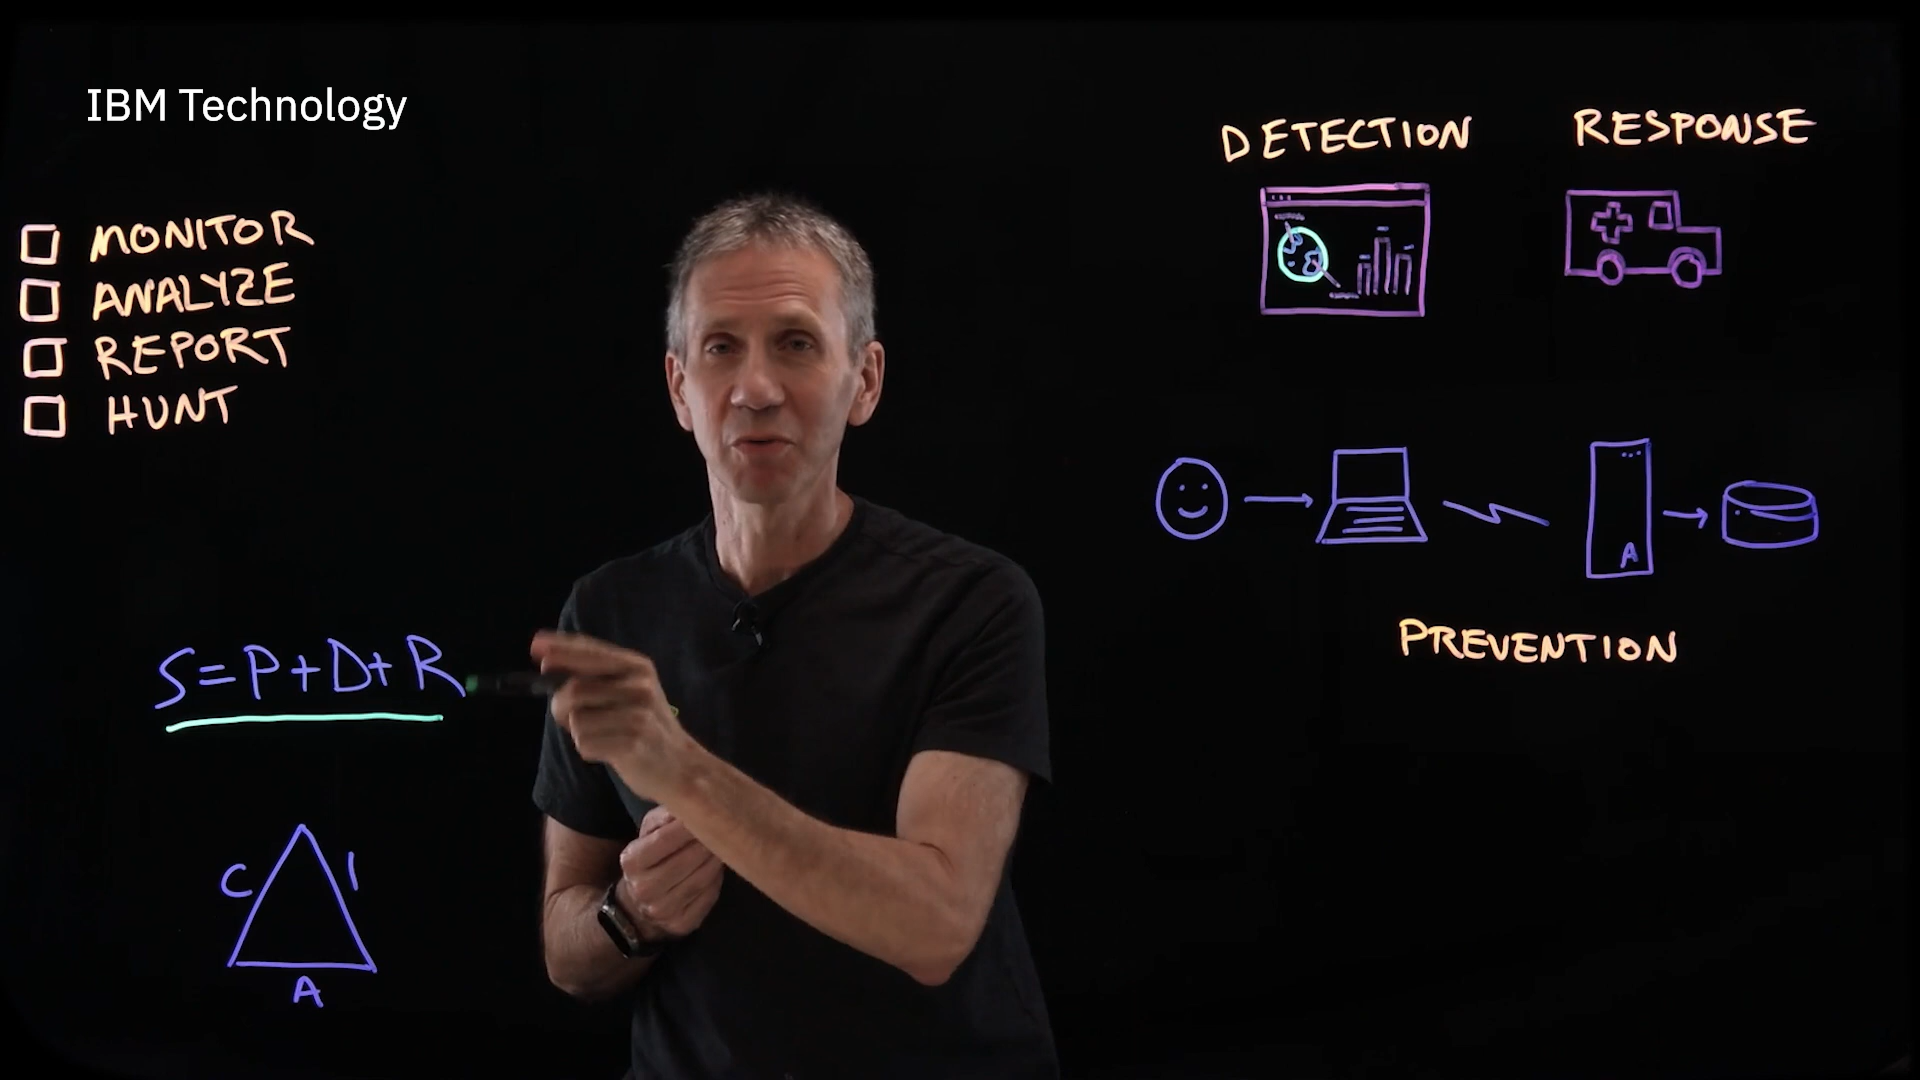 IBM Technology
DETECTION
RESPONSE
MONITOR
ANALYZE
REPORT
HUNT
A
PREVENTION
S=P+D+R
C
I
A